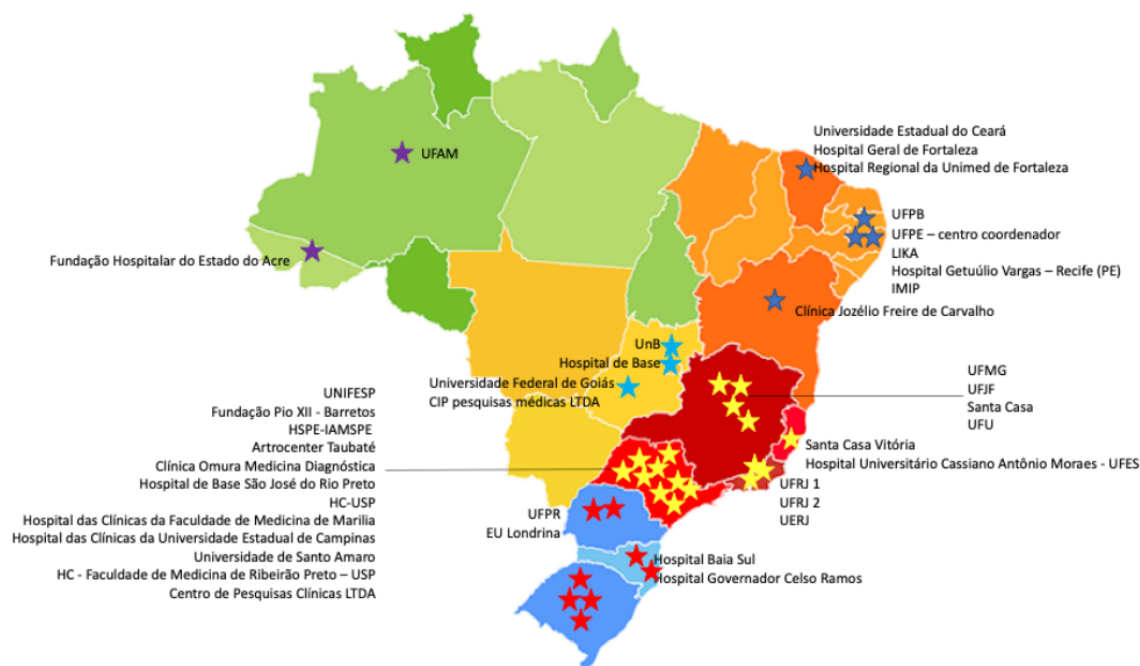 Universidade Estadual do Ceará
Hospital Geral de Fortaleza
Hospital Regional da Unimed de Fortaleza
UFAM
UFPB
UFPE – centro coordenador
LIKA
Hospital Getuúlio Vargas – Recife (PE)
IMIP
Fundação Hospitalar do Estado do Acre
Clínica Jozélio Freire de Carvalho
UnB
Hospital de Base
Universidade Federal de Goiás
CIP pesquisas médicas LTDA
UFMG
UFJF
Santa Casa
UFU
UNIFESP
Fundação Pio XII - Barretos
HSPE-IAMSPE
Artrocenter Taubaté
Clínica Omura Medicina Diagnóstica
Hospital de Base São José do Rio Preto
HC-USP
Hospital das Clínicas da Faculdade de Medicina de Marilia
Hospital das Clínicas da Universidade Estadual de Campinas
Universidade de Santo Amaro
HC - Faculdade de Medicina de Ribeirão Preto – USP
Centro de Pesquisas Clínicas LTDA
Santa Casa Vitória
Hospital Universitário Cassiano Antônio Moraes - UFES
UFRJ 1
UFRJ 2
UERJ
UFPR
EU Londrina
Hospital Baia Sul
Hospital Governador Celso Ramos